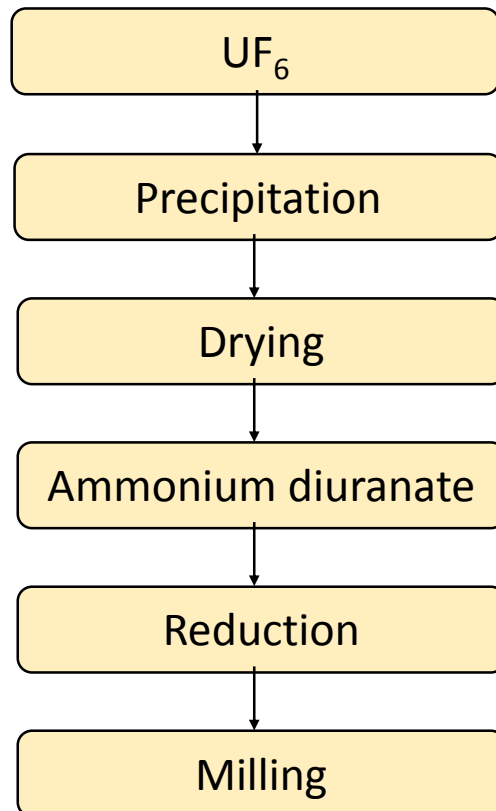 UF₆
Precipitation
Drying
Ammonium diuranate
Reduction
Milling